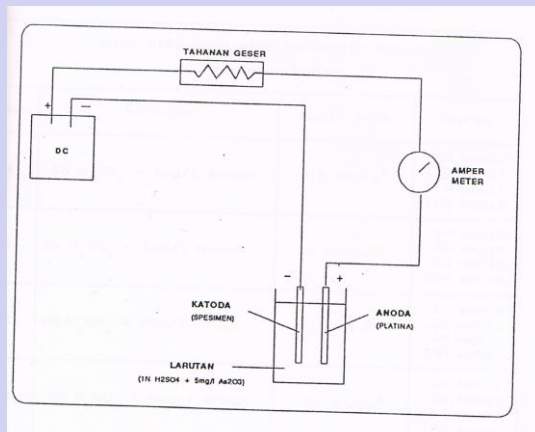 TAHANAN GESER
+
−
DC
AMPER
METER
−
+
KATODA
(SPESIMEN)
ANODA
(PLATINA)
LARUTAN
(1N H2SO4 + 5mg/l As2O3)